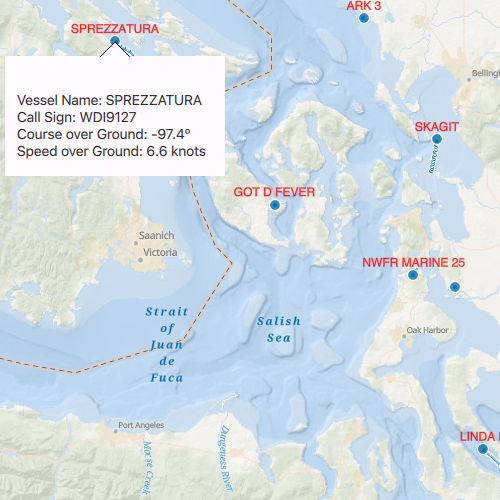 ARK 3
SPREZZATURA
Vessel Name: SPREZZATURA
Call Sign: WDI9127
Course over Ground: -97.4°
Speed over Ground: 6.6 knots
Bellingh
SKAGIT
GOT D FEVER
Saanich
Victoria
NWFR MARINE 25
Strait
of
Juan
de
Fuca
Salish
Sea
Oak Harbor
Port Angeles
Morse Creek
Dungeness River
LINDA